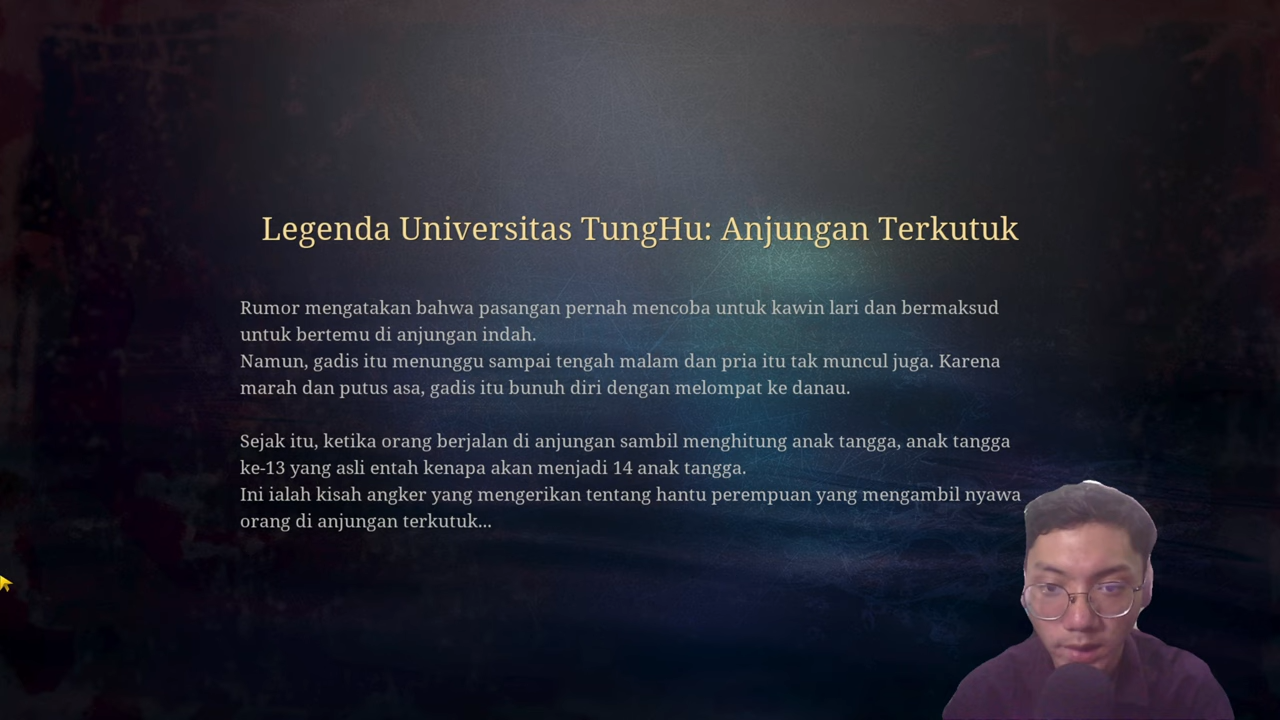 Legenda Universitas TungHu: Anjungan Terkutuk
Rumor mengatakan bahwa pasangan pernah mencoba untuk kawin lari dan bermaksud
untuk bertemu di anjungan indah.
Namun, gadis itu menunggu sampai tengah malam dan pria itu tak muncul juga. Karena
marah dan putus asa, gadis itu bunuh diri dengan melompat ke danau.
Sejak itu, ketika orang berjalan di anjungan sambil menghitung anak tangga, anak tangga
ke-13 yang asli entah kenapa akan menjadi 14 anak tangga.
Ini ialah kisah angker yang mengerikan tentang hantu perempuan yang mengambil nyawa
orang di anjungan terkutuk...